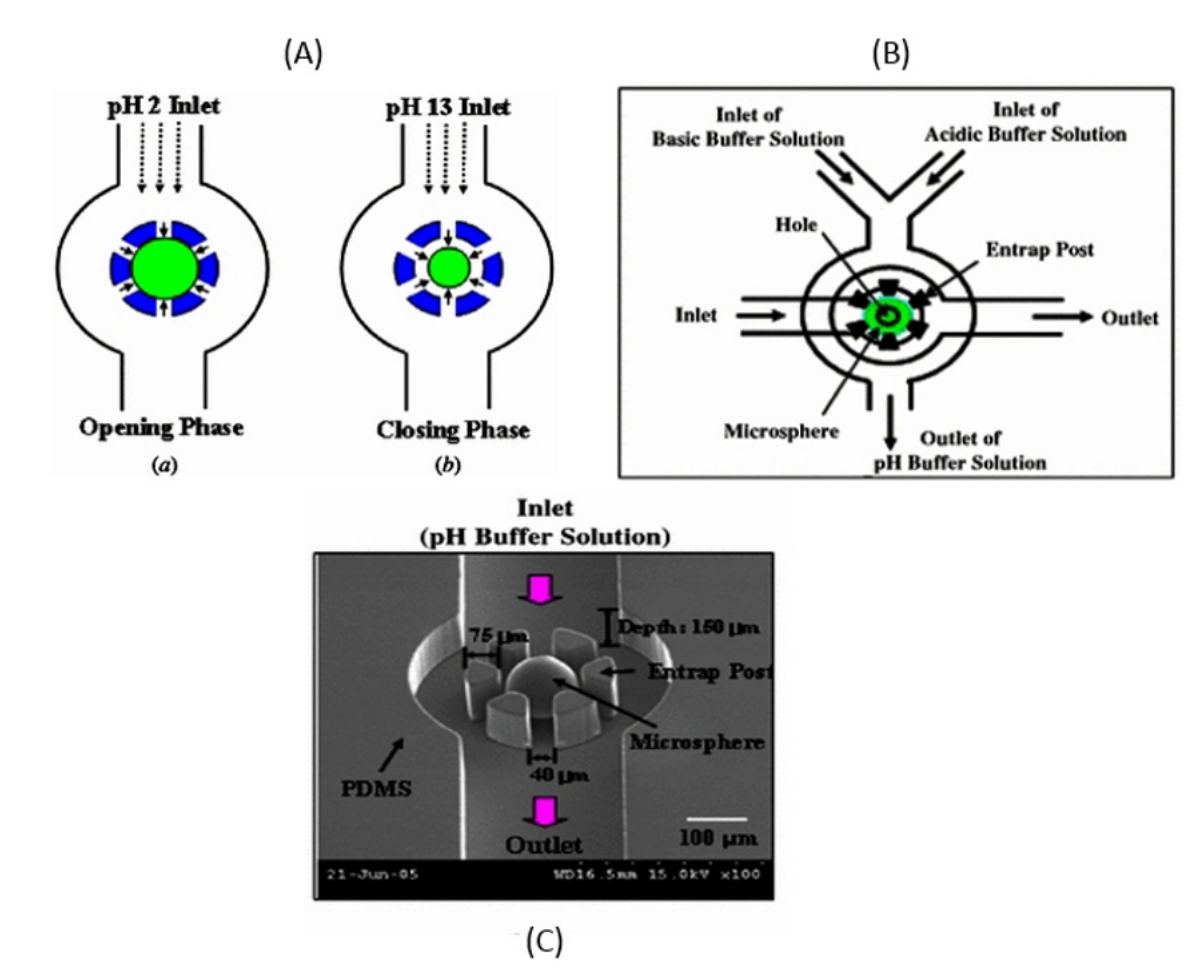 (A)
pH 2 Inlet
Opening Phase
(a)
pH 13 Inlet
Closing Phase
(b)
(B)
Inlet of
Basic Buffer Solution
Inlet of
Acidic Buffer Solution
Hole
Entrap Post
Inlet
Outlet
Microsphere
Outlet of
pH Buffer Solution
Inlet
(pH Buffer Solution)
75 μm
Depth: 150 μm
Entrap Post
Microsphere
PDMS
40 μm
Outlet
100 μm
21-Jun-05 WD16.5mm 15.0kV x100
(C)